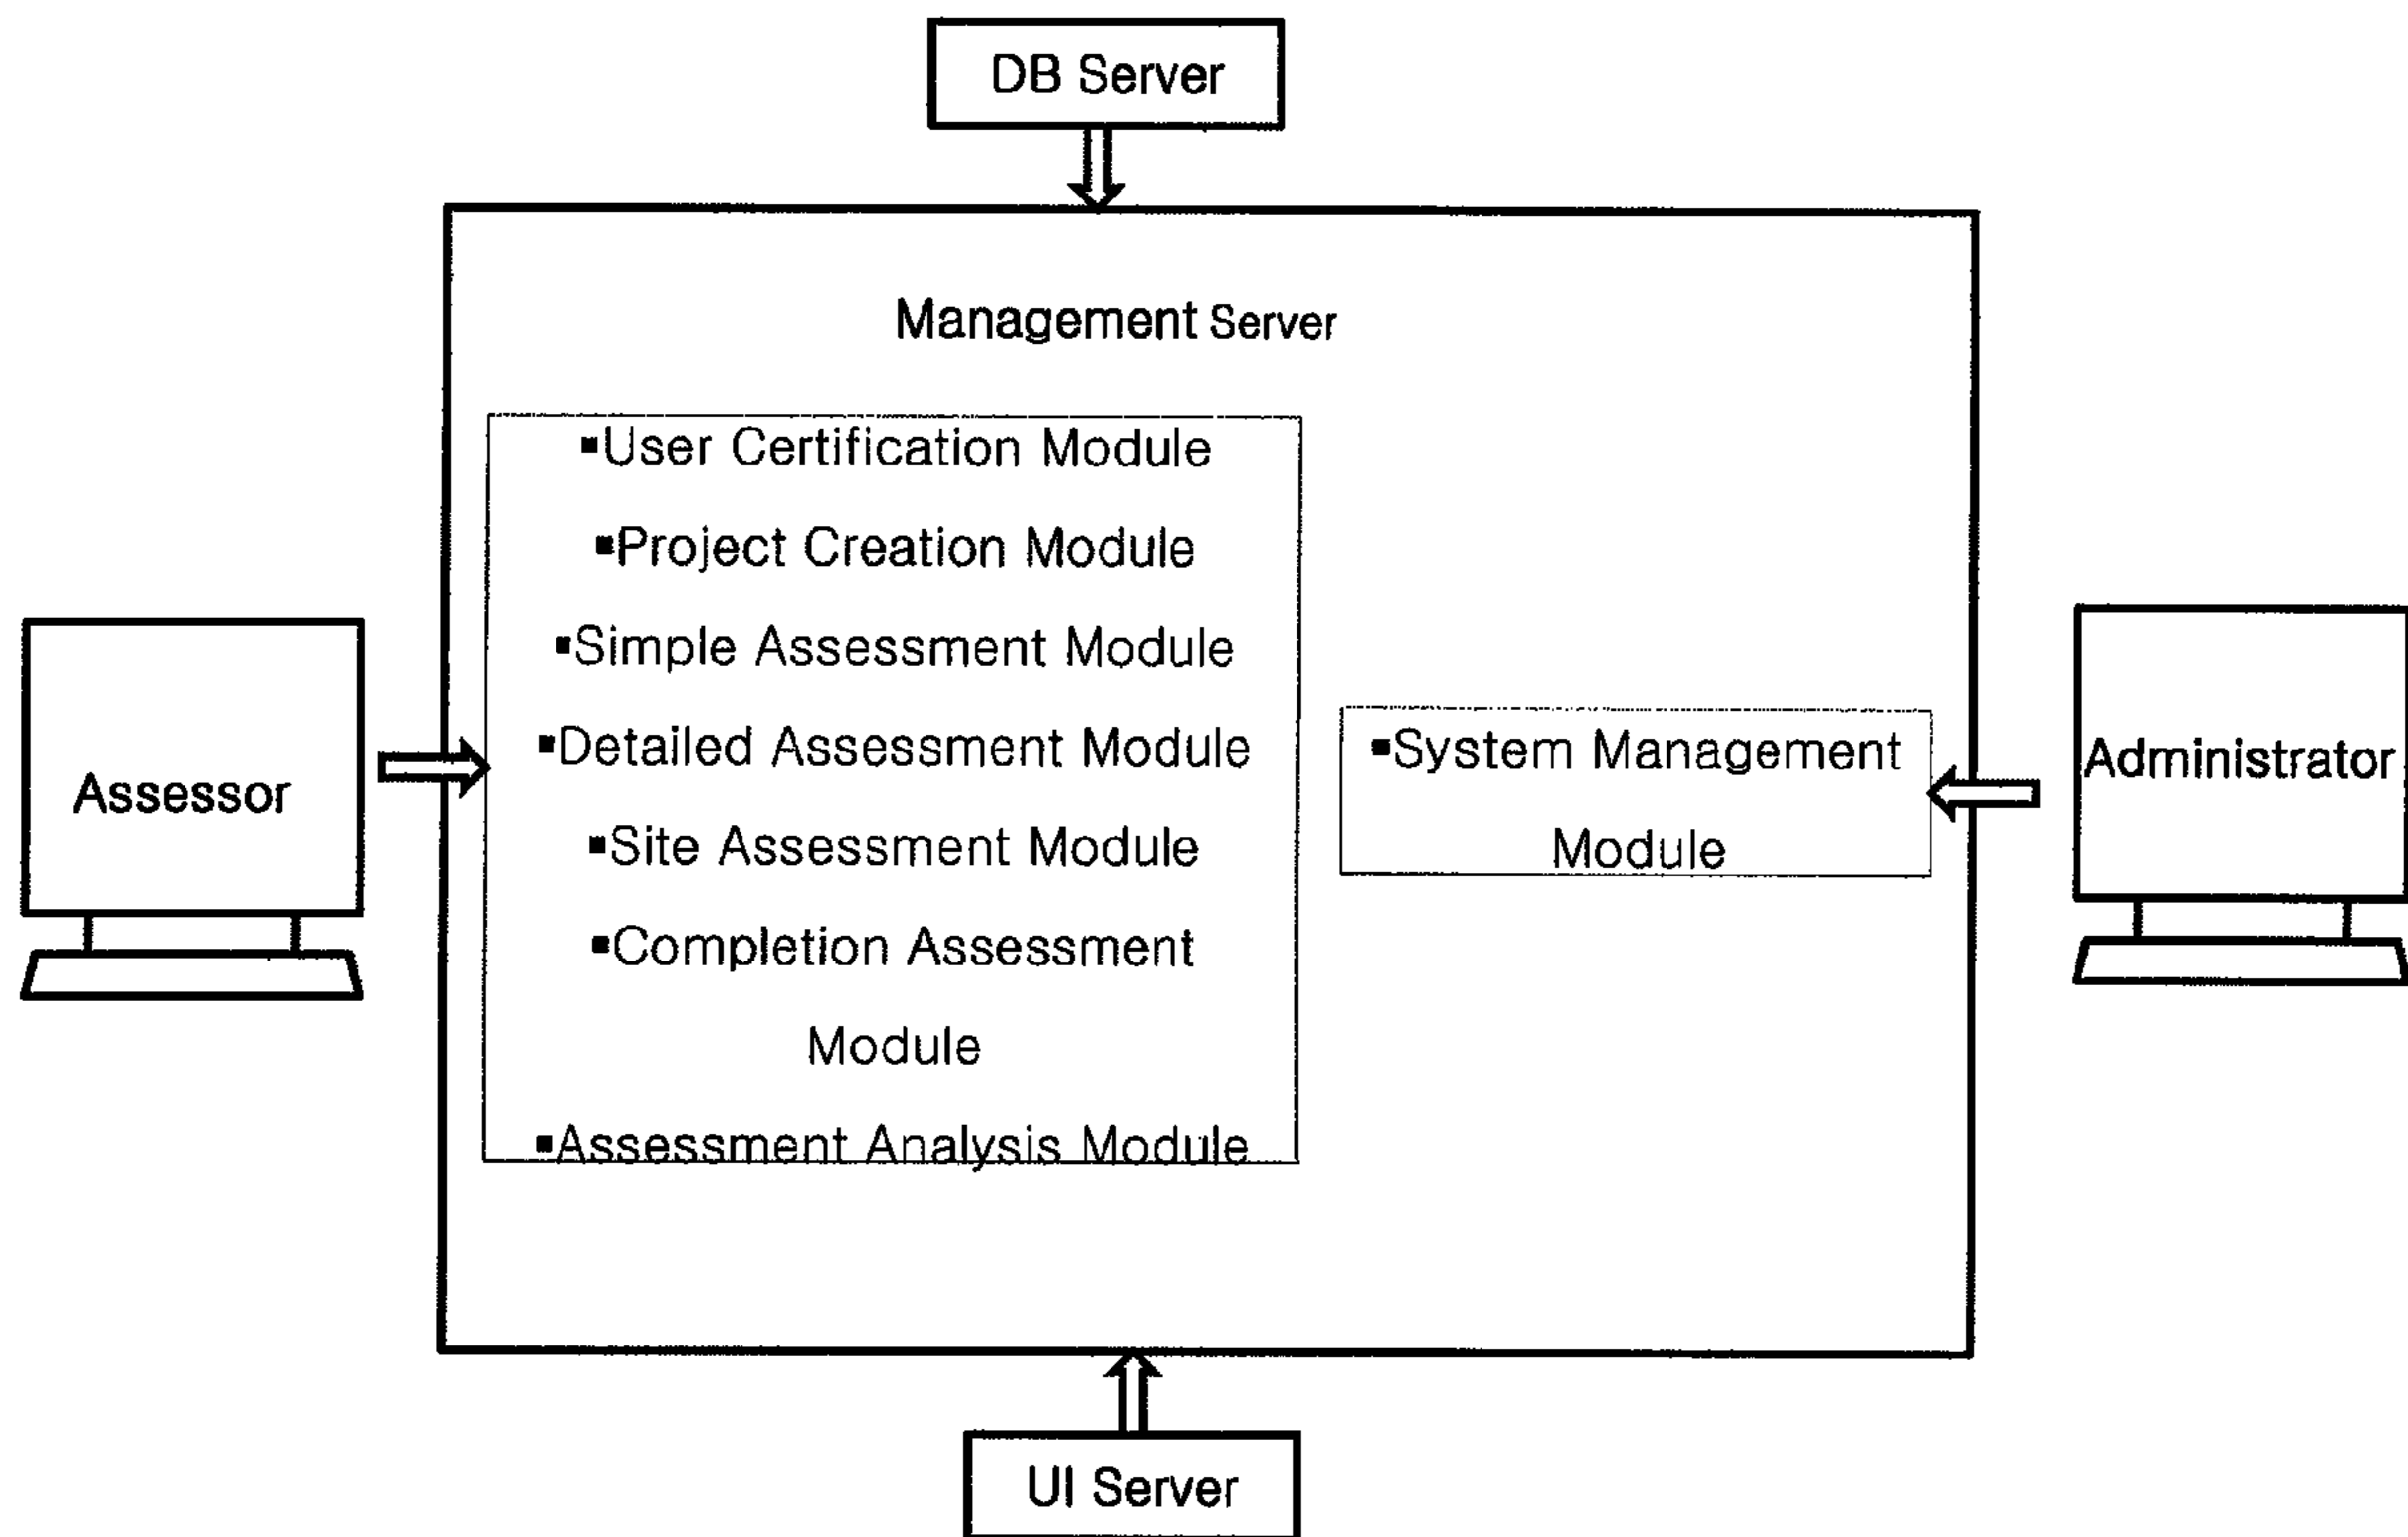 DB Server
Management Server
▪User Certification Module
▪Project Creation Module
▪Simple Assessment Module
▪Detailed Assessment Module
▪Site Assessment Module
▪Completion Assessment
Module
▪Assessment Analysis Module
▪System Management
Module
Assessor
Administrator
UI Server